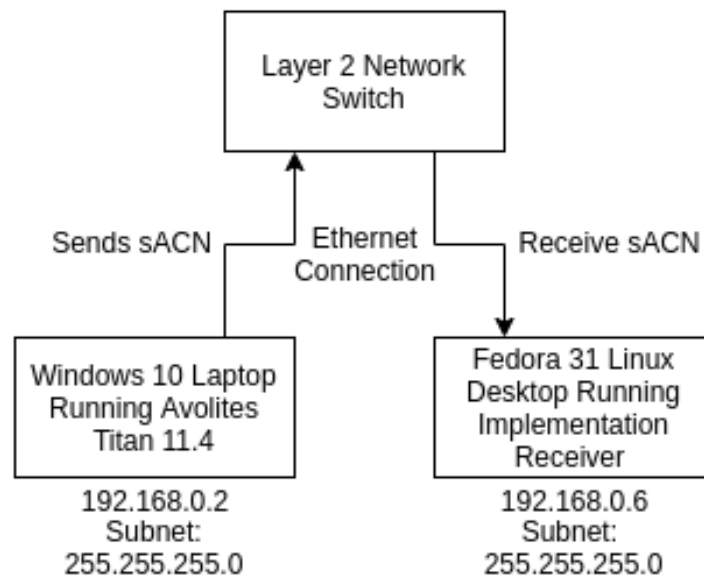 Layer 2 Network
Switch
Sends sACN
Ethernet
Connection
Receive sACN
Windows 10 Laptop
Running Avolites
Titan 11.4
Fedora 31 Linux
Desktop Running
Implementation
Receiver
192.168.0.2
Subnet:
255.255.255.0
192.168.0.6
Subnet:
255.255.255.0